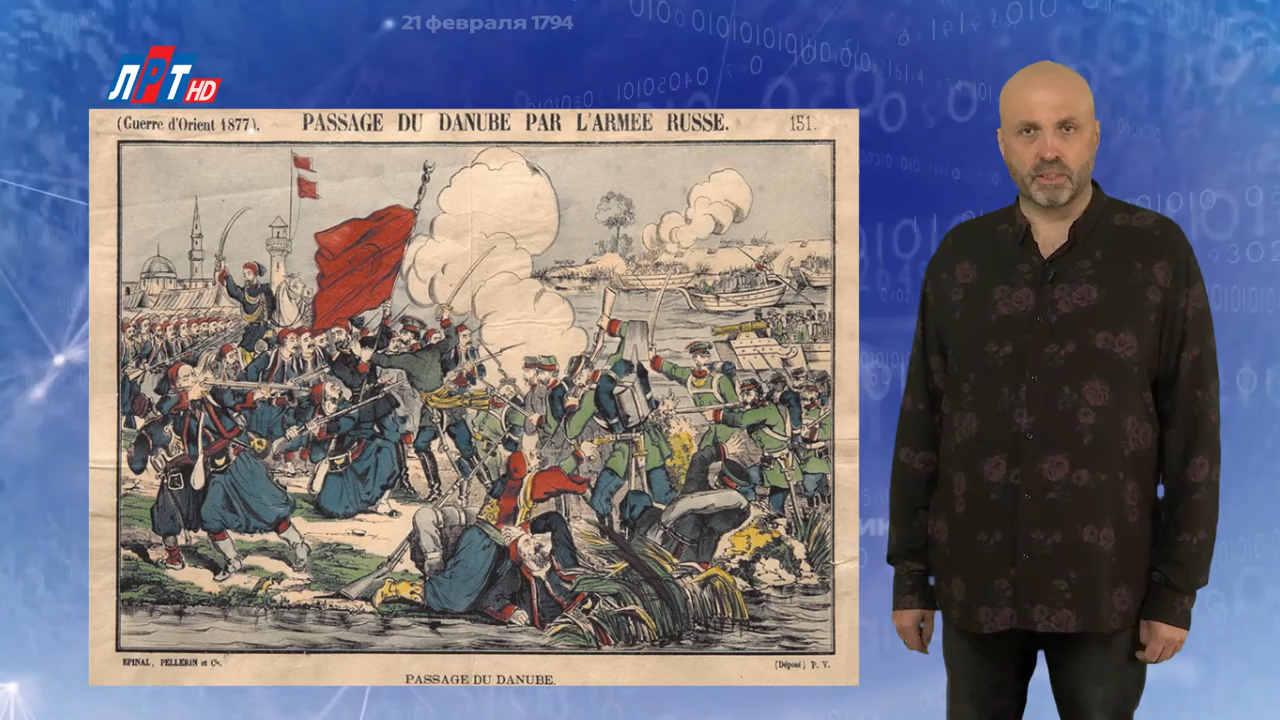 21 февраля 1794
ЛРТ HD
(Guerre d'Orient 1877). PASSAGE DU DANUBE PAR L'ARMEE RUSSE. 151.
EPINAL, PELLERIN et Cie.
(Déposé) P. V.
PASSAGE DU DANUBE.